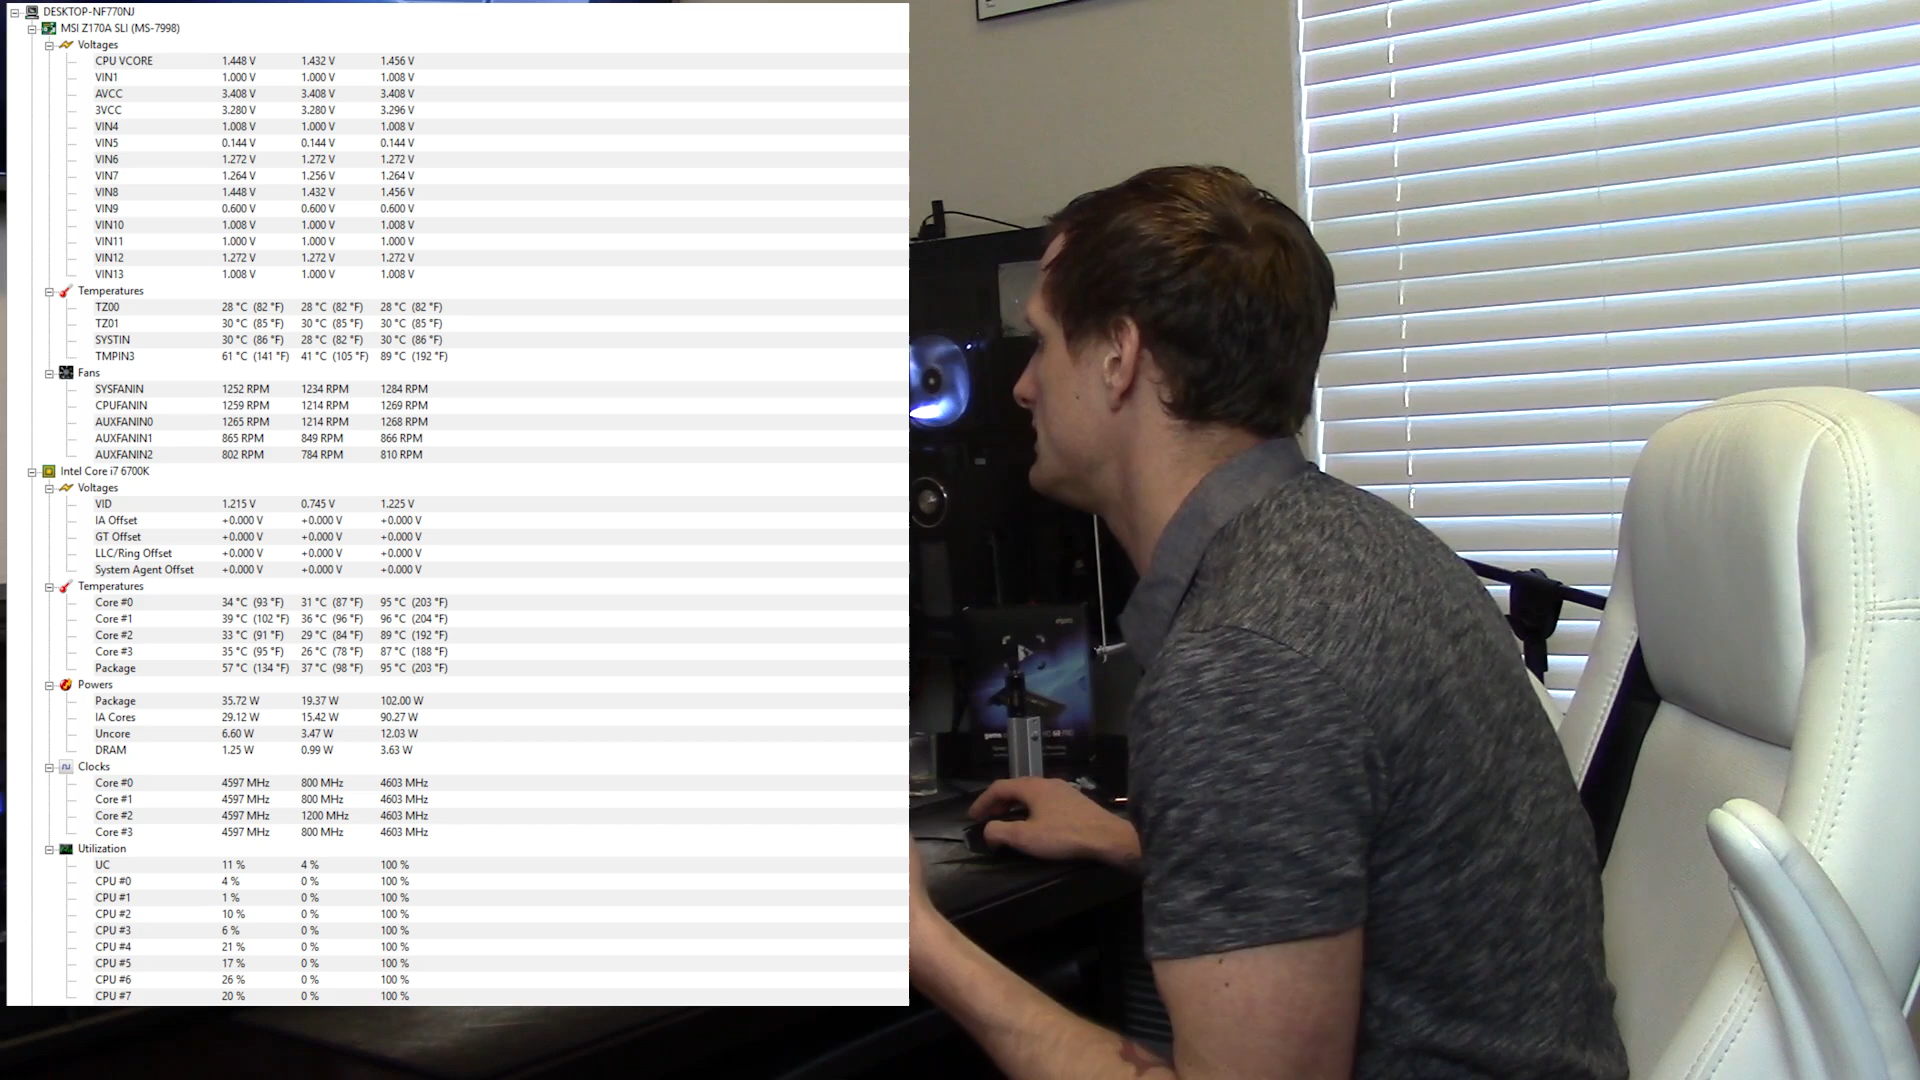 DESKTOP-NF770NJ
MSI Z170A SLI (MS-7998)
Voltages
CPU VCORE 1.448 V 1.432 V 1.456 V
VIN1 1.000 V 1.000 V 1.008 V
AVCC 3.408 V 3.408 V 3.408 V
3VCC 3.280 V 3.280 V 3.296 V
VIN4 1.008 V 1.000 V 1.008 V
VIN5 0.144 V 0.144 V 0.144 V
VIN6 1.272 V 1.272 V 1.272 V
VIN7 1.264 V 1.256 V 1.264 V
VIN8 1.448 V 1.432 V 1.456 V
VIN9 0.600 V 0.600 V 0.600 V
VIN10 1.008 V 1.000 V 1.008 V
VIN11 1.000 V 1.000 V 1.000 V
VIN12 1.272 V 1.272 V 1.272 V
VIN13 1.008 V 1.000 V 1.008 V
Temperatures
TZ00 28 °C (82 °F) 28 °C (82 °F) 28 °C (82 °F)
TZ01 30 °C (85 °F) 30 °C (85 °F) 30 °C (85 °F)
SYSTIN 30 °C (86 °F) 28 °C (82 °F) 30 °C (86 °F)
TMPIN3 61 °C (141 °F) 41 °C (105 °F) 89 °C (192 °F)
Fans
SYSFANIN 1252 RPM 1234 RPM 1284 RPM
CPUFANIN 1259 RPM 1214 RPM 1269 RPM
AUXFANIN0 1265 RPM 1214 RPM 1268 RPM
AUXFANIN1 865 RPM 849 RPM 866 RPM
AUXFANIN2 802 RPM 784 RPM 810 RPM
Intel Core i7 6700K
Voltages
VID 1.215 V 0.745 V 1.225 V
IA Offset +0.000 V +0.000 V +0.000 V
GT Offset +0.000 V +0.000 V +0.000 V
LLC/Ring Offset +0.000 V +0.000 V +0.000 V
System Agent Offset +0.000 V +0.000 V +0.000 V
Temperatures
Core #0 34 °C (93 °F) 31 °C (87 °F) 95 °C (203 °F)
Core #1 39 °C (102 °F) 36 °C (96 °F) 96 °C (204 °F)
Core #2 33 °C (91 °F) 29 °C (84 °F) 89 °C (192 °F)
Core #3 35 °C (95 °F) 26 °C (78 °F) 87 °C (188 °F)
Package 57 °C (134 °F) 37 °C (98 °F) 95 °C (203 °F)
Powers
Package 35.72 W 19.37 W 102.00 W
IA Cores 29.12 W 15.42 W 90.27 W
Uncore 6.60 W 3.47 W 12.03 W
DRAM 1.25 W 0.99 W 3.63 W
Clocks
Core #0 4597 MHz 800 MHz 4603 MHz
Core #1 4597 MHz 800 MHz 4603 MHz
Core #2 4597 MHz 1200 MHz 4603 MHz
Core #3 4597 MHz 800 MHz 4603 MHz
Utilization
UC 11 % 4 % 100 %
CPU #0 4 % 0 % 100 %
CPU #1 1 % 0 % 100 %
CPU #2 10 % 0 % 100 %
CPU #3 6 % 0 % 100 %
CPU #4 21 % 0 % 100 %
CPU #5 17 % 0 % 100 %
CPU #6 26 % 0 % 100 %
CPU #7 20 % 0 % 100 %